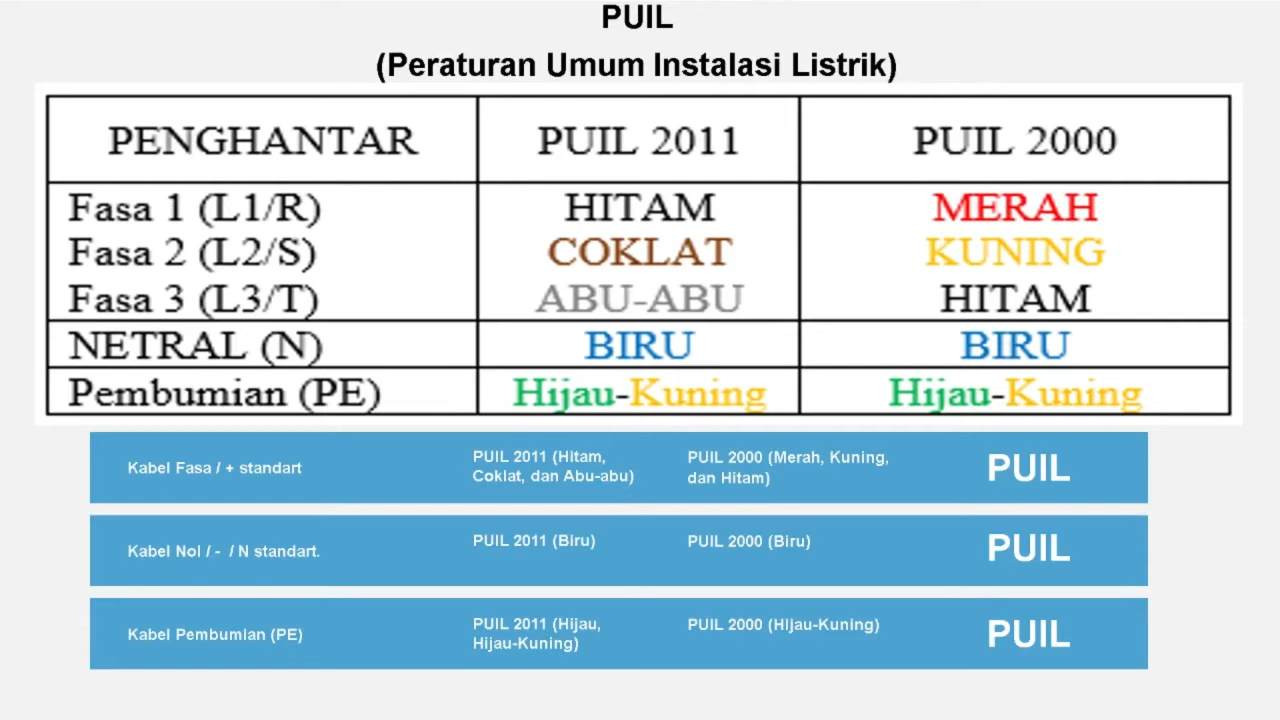 PUIL
(Peraturan Umum Instalasi Listrik)
PENGHANTAR PUIL 2011 PUIL 2000
Fasa 1 (L1/R) HITAM MERAH
Fasa 2 (L2/S) COKLAT KUNING
Fasa 3 (L3/T) ABU-ABU HITAM
NETRAL (N) BIRU BIRU
Pembumian (PE) Hijau-Kuning Hijau-Kuning
Kabel Fasa / + standart
PUIL 2011 (Hitam,
Coklat, dan Abu-abu)
PUIL 2000 (Merah, Kuning,
dan Hitam)
PUIL
Kabel Nol / - / N standart.
PUIL 2011 (Biru)
PUIL 2000 (Biru)
PUIL
Kabel Pembumian (PE)
PUIL 2011 (Hijau,
Hijau-Kuning)
PUIL 2000 (Hijau-Kuning)
PUIL